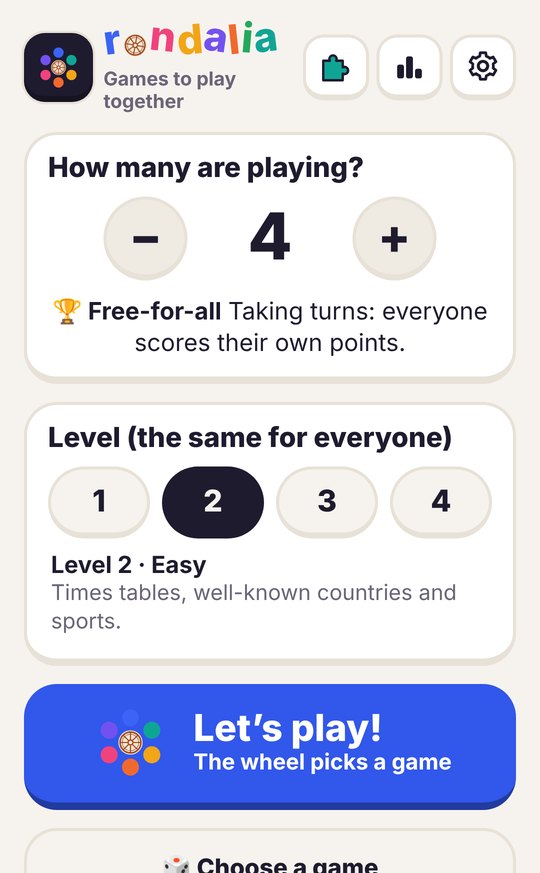 rondalia
Games to play
together
How many are playing?
− 4 +
🏆 Free-for-all Taking turns: everyone
scores their own points.
Level (the same for everyone)
1 2 3 4
Level 2 · Easy
Times tables, well-known countries and
sports.
Let’s play!
The wheel picks a game
🎲 Choose a game